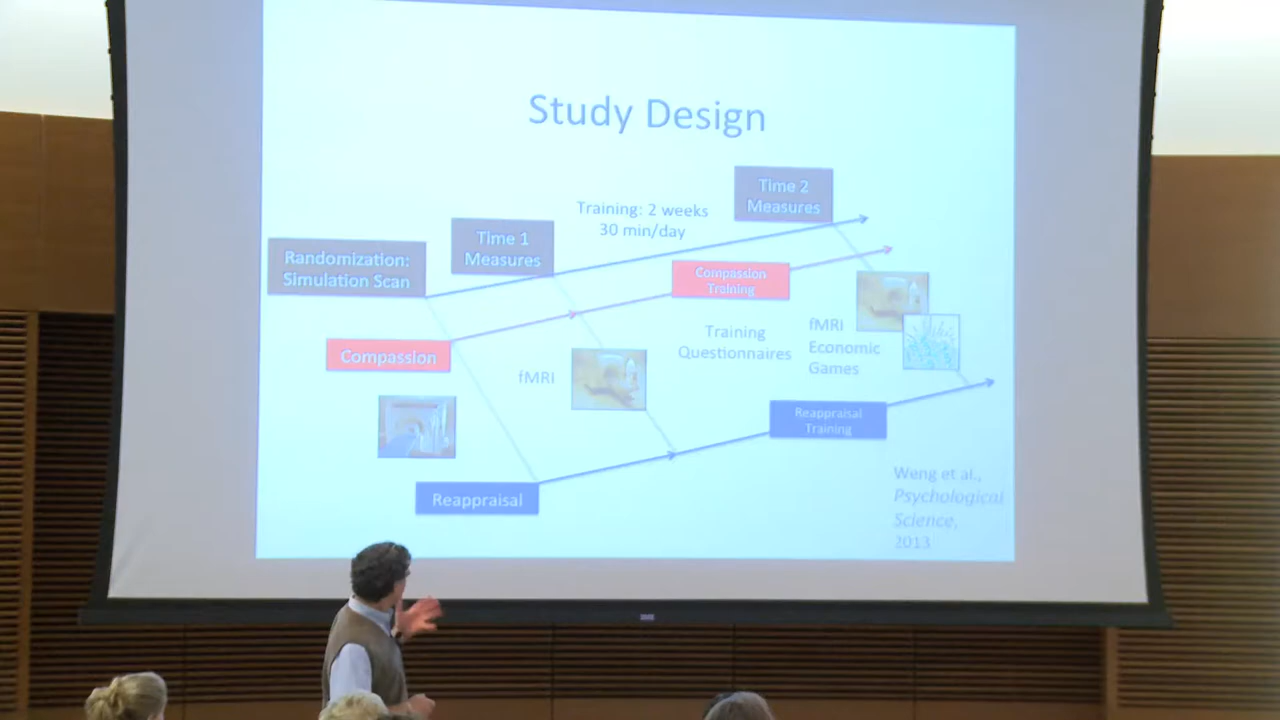 Study Design
Time 2
Measures
Training: 2 weeks
30 min/day
Time 1
Measures
Randomization:
Simulation Scan
Compassion
Training
Compassion
Training
Questionnaires
fMRI
Economic
Games
fMRI
Reappraisal
Training
Reappraisal
Weng et al.,
Psychological
Science,
2013